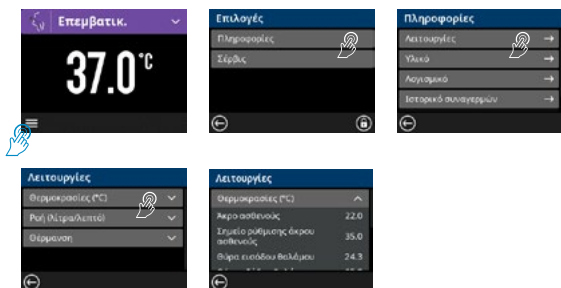 Επεμβατικ.
37.0 °C
Επιλογές
Πληροφορίες
Σέρβις
Πληροφορίες
Λειτουργίες
Υλικό
Λογισμικό
Ιστορικό συναγερμών
Λειτουργίες
Θερμοκρασίες (°C)
Ροή (λίτρα/λεπτό)
Θέρμανση
Λειτουργίες
Θερμοκρασίες (°C)
Άκρο ασθενούς 22.0
Σημείο ρύθμισης άκρου
ασθενούς 35.0
Θύρα εισόδου θαλάμου 24.3